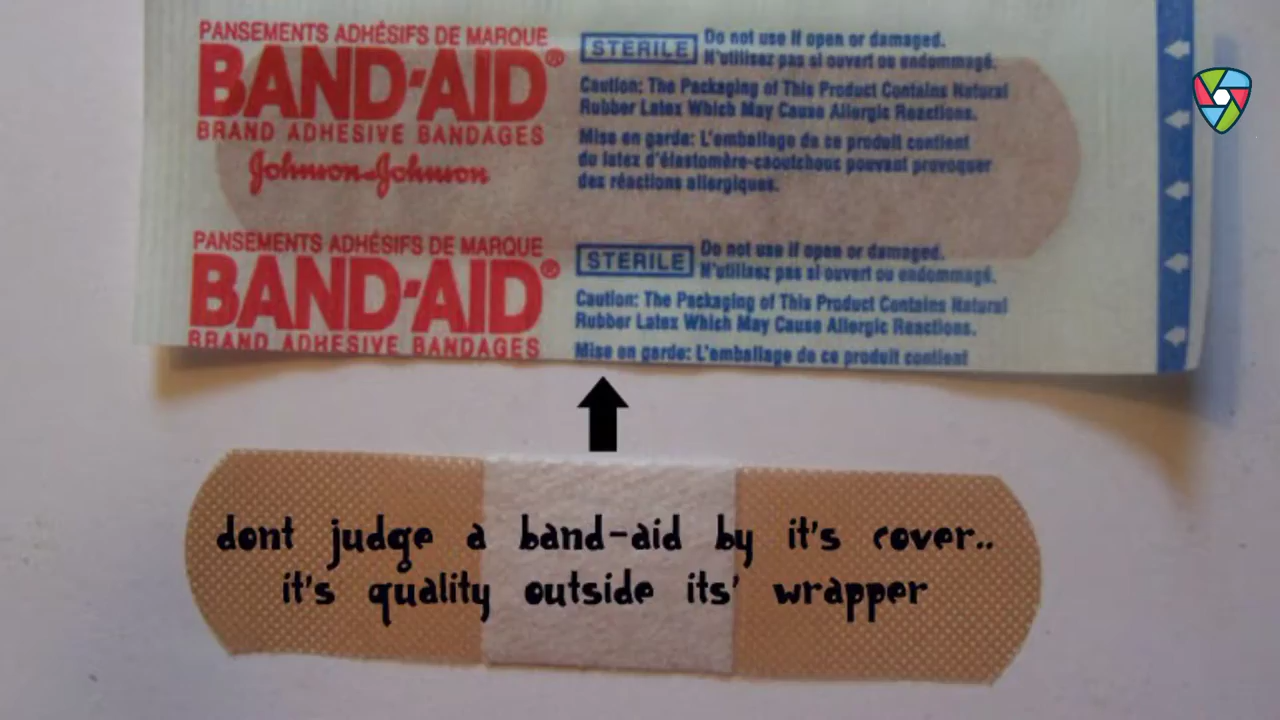 PANSEMENTS ADHÉSIFS DE MARQUE
BAND-AID®
BRAND ADHESIVE BANDAGES
Johnson & Johnson
STERILE
Do not use if open or damaged.
N'utilisez pas si ouvert ou endommagé.
Caution: The Packaging of This Product Contains Natural
Rubber Latex Which May Cause Allergic Reactions.
Mise en garde: L'emballage de ce produit contient
du latex d'élastomère-caoutchouc pouvant provoquer
des réactions allergiques.
PANSEMENTS ADHÉSIFS DE MARQUE
BAND-AID®
BRAND ADHESIVE BANDAGES
STERILE
Do not use if open or damaged.
N'utilisez pas si ouvert ou endommagé.
Caution: The Packaging of This Product Contains Natural
Rubber Latex Which May Cause Allergic Reactions.
Mise en garde: L'emballage de ce produit contient
dont judge a band-aid by it's cover..
it's quality outside its' wrapper